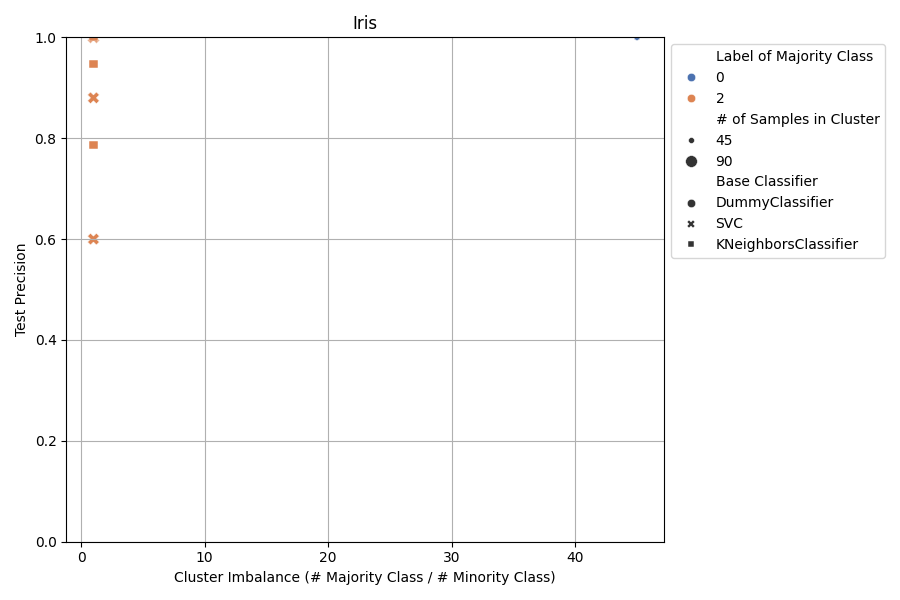 Iris
1.0
0.8
0.6
0.4
0.2
0.0
Test Precision
0
10
20
30
40
Cluster Imbalance (# Majority Class / # Minority Class)
Label of Majority Class
0
2
# of Samples in Cluster
45
90
Base Classifier
DummyClassifier
SVC
KNeighborsClassifier